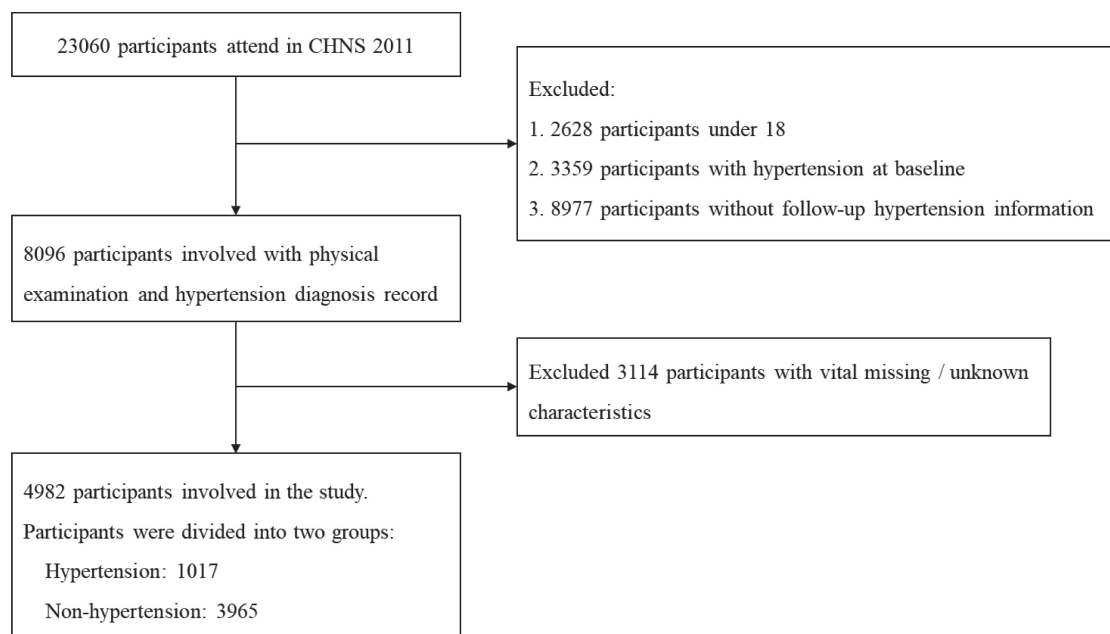 23060 participants attend in CHNS 2011
Excluded:
1. 2628 participants under 18
2. 3359 participants with hypertension at baseline
3. 8977 participants without follow-up hypertension information
8096 participants involved with physical
examination and hypertension diagnosis record
Excluded 3114 participants with vital missing / unknown
characteristics
4982 participants involved in the study.
Participants were divided into two groups:
Hypertension: 1017
Non-hypertension: 3965